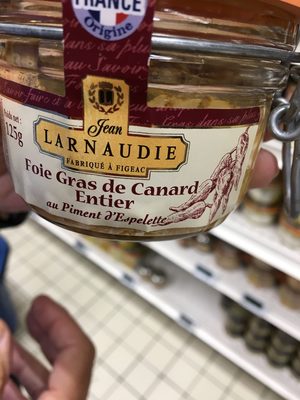 FRANCE
Origine
Jean
LARNAUDIE
FABRIQUÉ À FIGEAC
125g
Foie Gras de Canard
Entier
au Piment d'Espelette